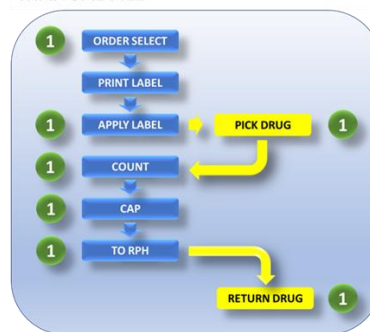 1 ORDER SELECT
PRINT LABEL
1 APPLY LABEL PICK DRUG 1
1 COUNT
1 CAP
1 TO RPH
RETURN DRUG 1